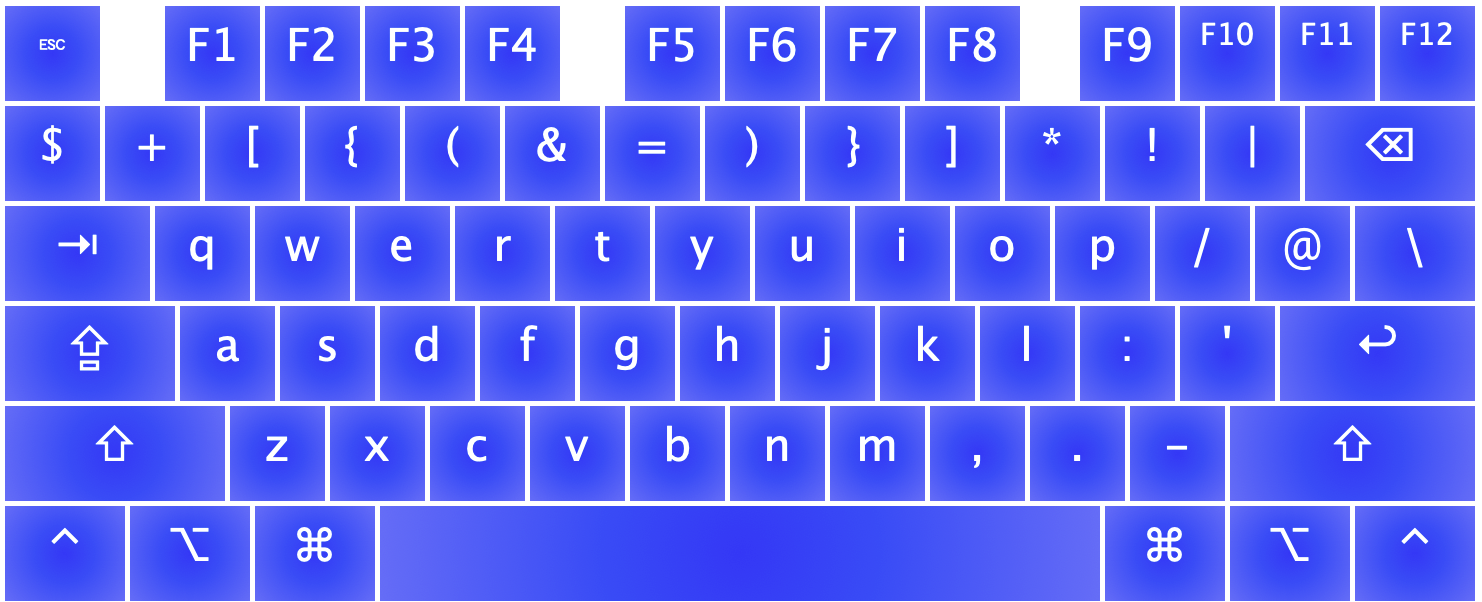 ESC F1 F2 F3 F4 F5 F6 F7 F8 F9 F10 F11 F12
$ + [ { ( & = ) } ] * ! | ⌫
⇥ q w e r t y u i o p / @ \
⇪ a s d f g h j k l : ' ↩
⇧ z x c v b n m , . - ⇧
⌃ ⌥ ⌘ ⌘ ⌥ ⌃